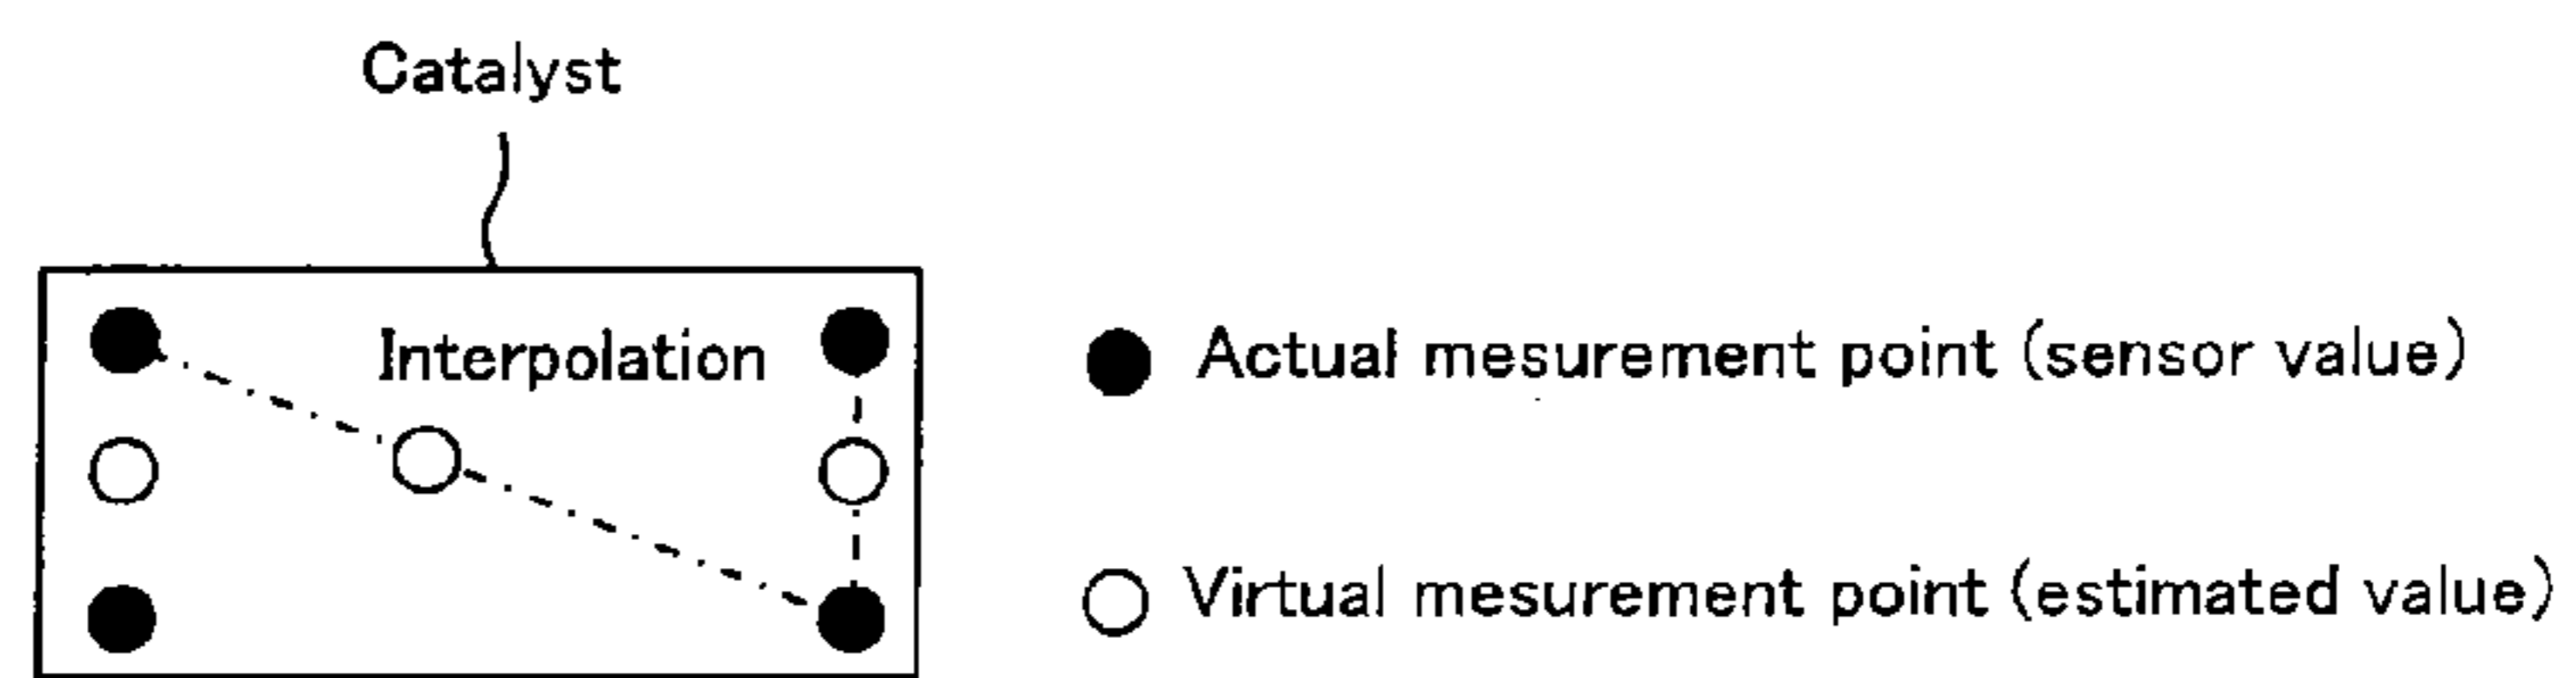 Catalyst
Interpolation
Actual mesurement point (sensor value)
Virtual mesurement point (estimated value)